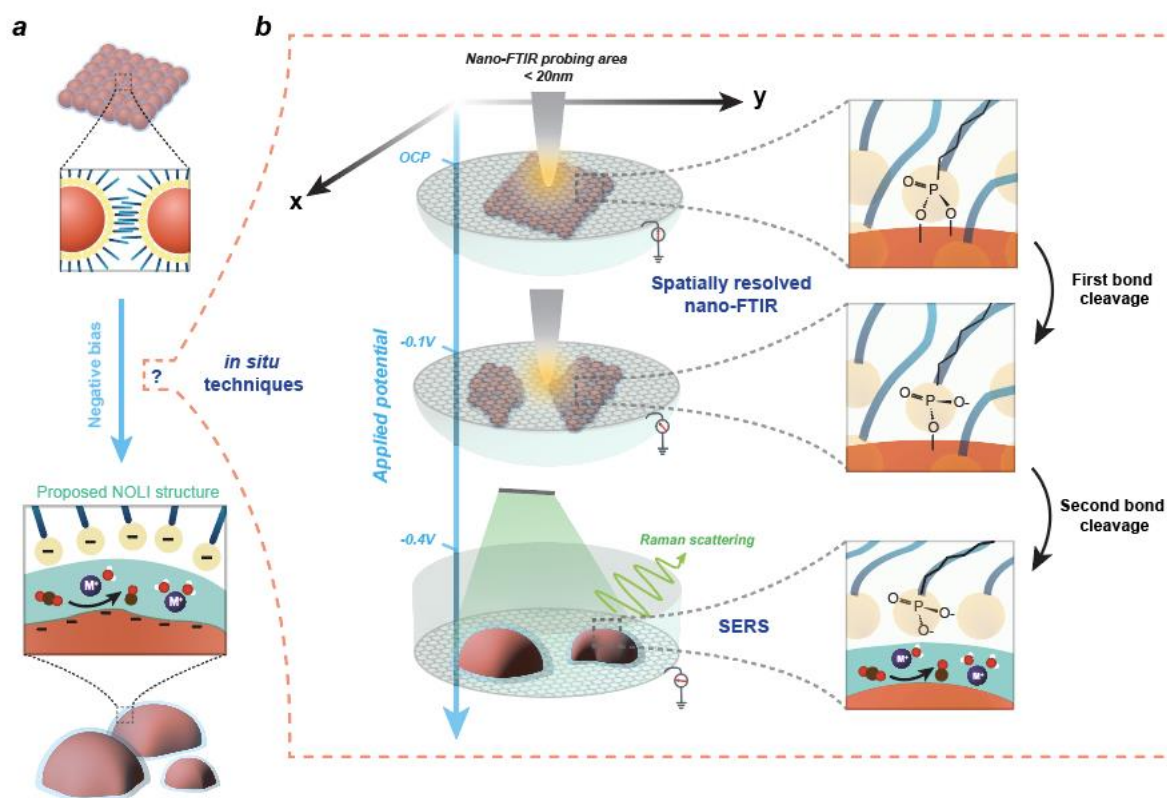 a
Negative bias
?
in situ
techniques
Proposed NOLI structure
M+
M+
b
Nano-FTIR probing area
< 20nm
y
x
OCP
Applied potential
-0.1V
-0.4V
Spatially resolved
nano-FTIR
Raman scattering
SERS
O
P
O
O
First bond
cleavage
O
P
O-
O
Second bond
cleavage
O
P
O-
O-
M+
M+